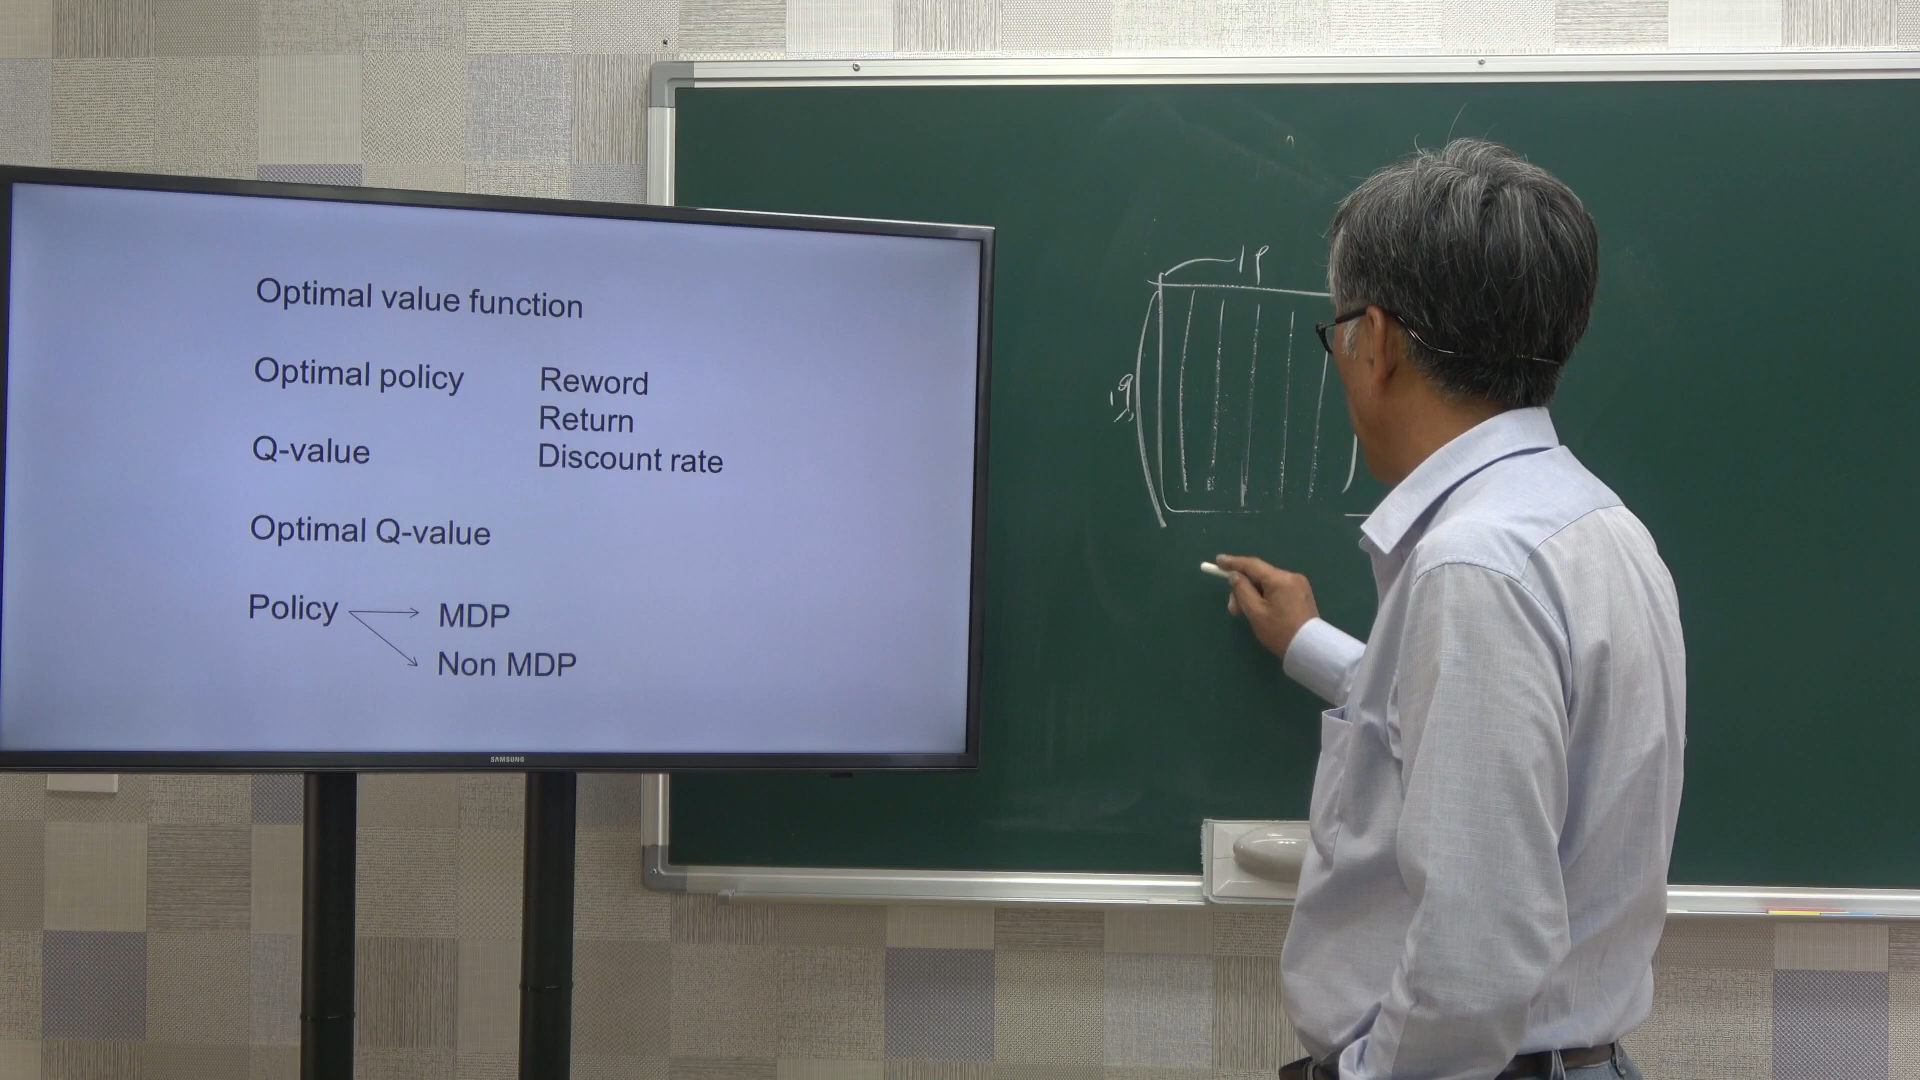 Optimal value function
Optimal policy
Reword
Return
Q-value
Discount rate
Optimal Q-value
Policy
MDP
Non MDP
SAMSUNG
19
19